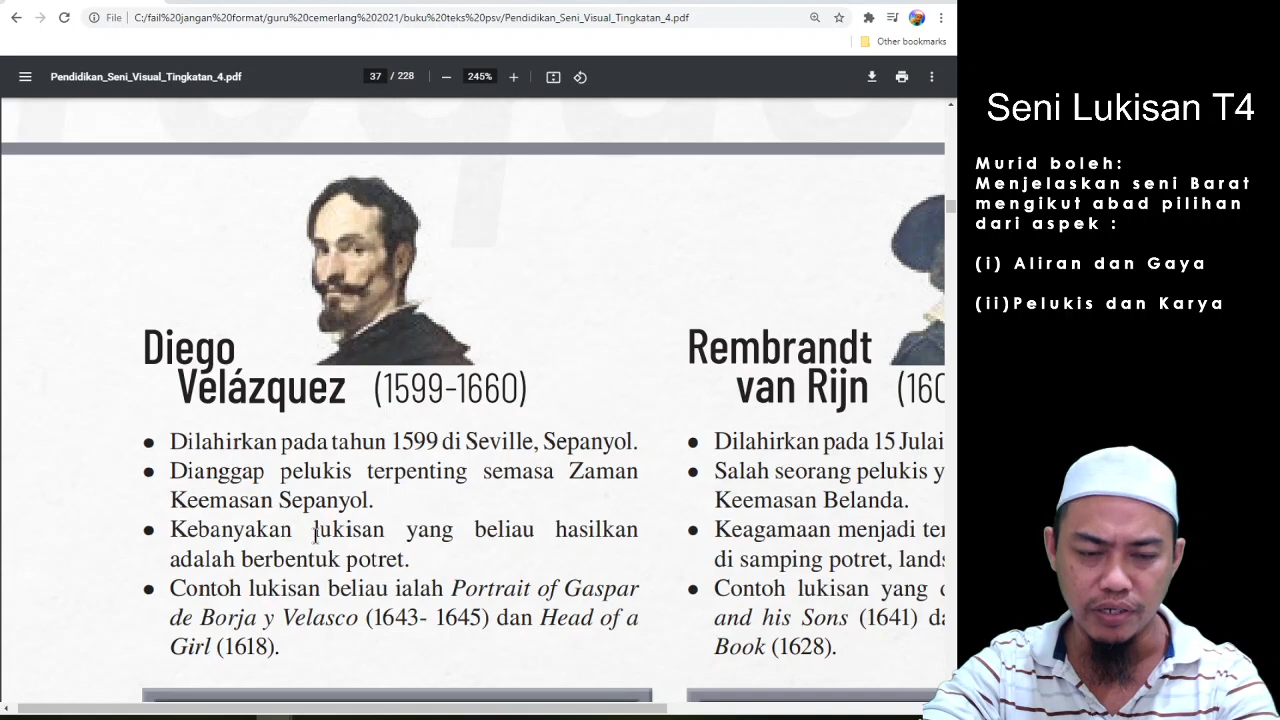 C:/fail%20jangan%20format/guru%20cemerlang%202021/buku%20teks%20psv/Pendidikan_Seni_Visual_Tingkatan_4.pdf
File
Other bookmarks
Pendidikan_Seni_Visual_Tingkatan_4.pdf
37 / 228
245%
Diego
Velázquez (1599-1660)
Dilahirkan pada tahun 1599 di Seville, Sepanyol.
Dianggap pelukis terpenting semasa Zaman
Keemasan Sepanyol.
Kebanyakan lukisan yang beliau hasilkan
adalah berbentuk potret.
Contoh lukisan beliau ialah Portrait of Gaspar
de Borja y Velasco (1643- 1645) dan Head of a
Girl (1618).
Rembrandt
van Rijn (160
Dilahirkan pada 15 Julai
Salah seorang pelukis y
Keemasan Belanda.
Keagamaan menjadi ter
di samping potret, lands
Contoh lukisan yang
and his Sons (1641) da
Book (1628).
Seni Lukisan T4
Murid boleh:
Menjelaskan seni Barat
mengikut abad pilihan
dari aspek :
(i) Aliran dan Gaya
(ii)Pelukis dan Karya